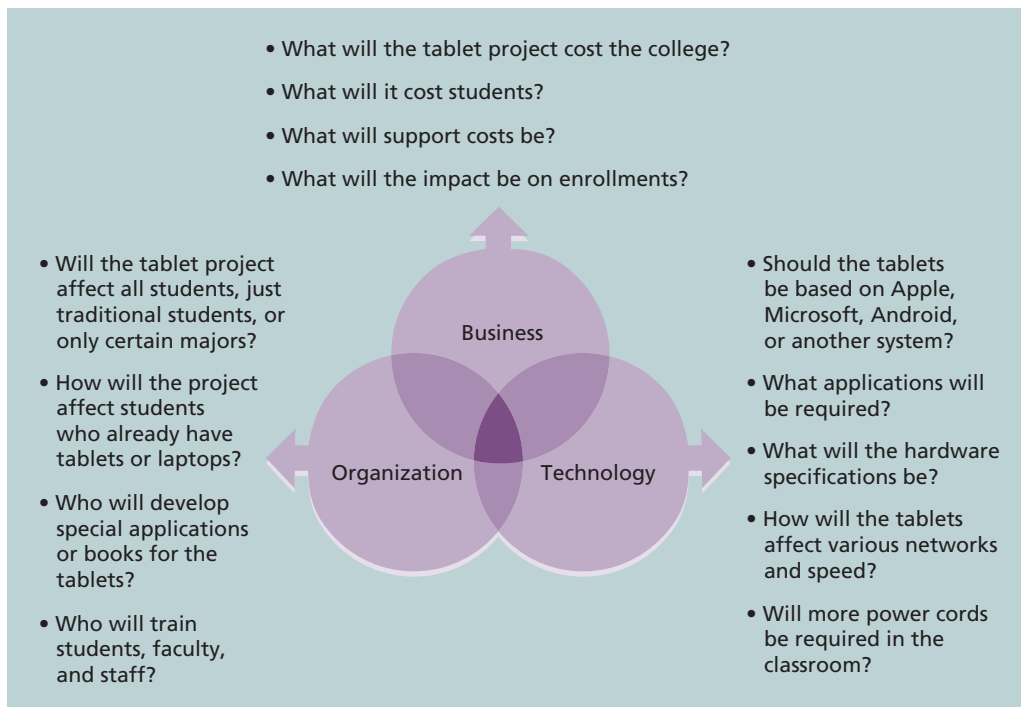 • What will the tablet project cost the college?
• What will it cost students?
• What will support costs be?
• What will the impact be on enrollments?
• Will the tablet project
affect all students, just
traditional students, or
only certain majors?
• How will the project
affect students
who already have
tablets or laptops?
• Who will develop
special applications
or books for the
tablets?
• Who will train
students, faculty,
and staff?
Business
Organization
Technology
• Should the tablets
be based on Apple,
Microsoft, Android,
or another system?
• What applications will
be required?
• What will the hardware
specifications be?
• How will the tablets
affect various networks
and speed?
• Will more power cords
be required in the
classroom?